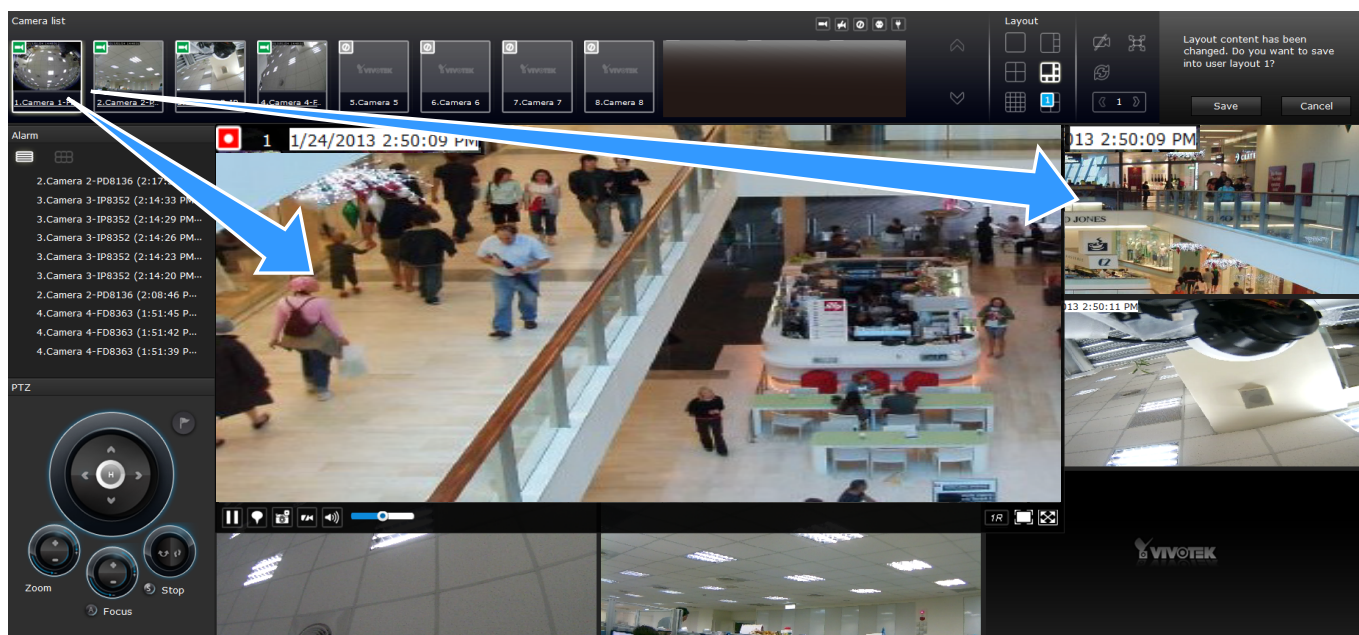 Camera list
Layout
Layout content has been
changed. Do you want to save
into user layout 1?
1
1
Save
Cancel
VIVOTEK
VIVOTEK
VIVOTEK
VIVOTEK
1.Camera 1-
2.Camera 2-P...
4.Camera 4-F...
5.Camera 5
6.Camera 6
7.Camera 7
8.Camera 8
Alarm
1 1/24/2013 2:50:09 PM
013 2:50:09 PM
2.Camera 2-PD8136 (2:17:
3.Camera 3-IP8352 (2:14:33 PM...
3.Camera 3-IP8352 (2:14:29 PM...
3.Camera 3-IP8352 (2:14:26 PM...
3.Camera 3-IP8352 (2:14:23 PM...
3.Camera 3-IP8352 (2:14:20 PM...
2.Camera 2-PD8136 (2:08:46 P...
4.Camera 4-FD8363 (1:51:45 P...
4.Camera 4-FD8363 (1:51:42 P...
4.Camera 4-FD8363 (1:51:39 P...
D JONES
013 2:50:11 PM
PTZ
H
Zoom
Focus
Stop
1R
VIVOTEK